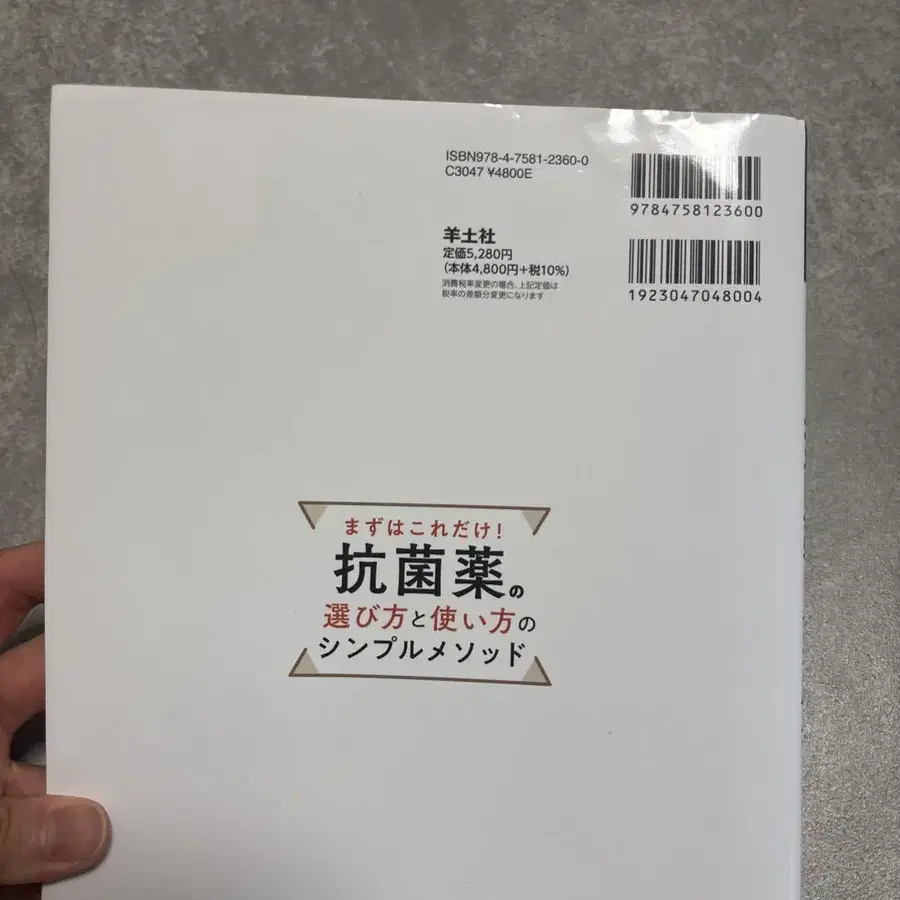 ISBN978-4-7581-2360-0
C3047 ¥4800E
9784758123600
羊土社
定価5,280円
(本体4,800円+税10%)
消費税率変更の場合、上記定価は
税率の差額分変更になります
1923047048004
まずはこれだけ!
抗菌薬の
選び方と使い方の
シンプルメソッド